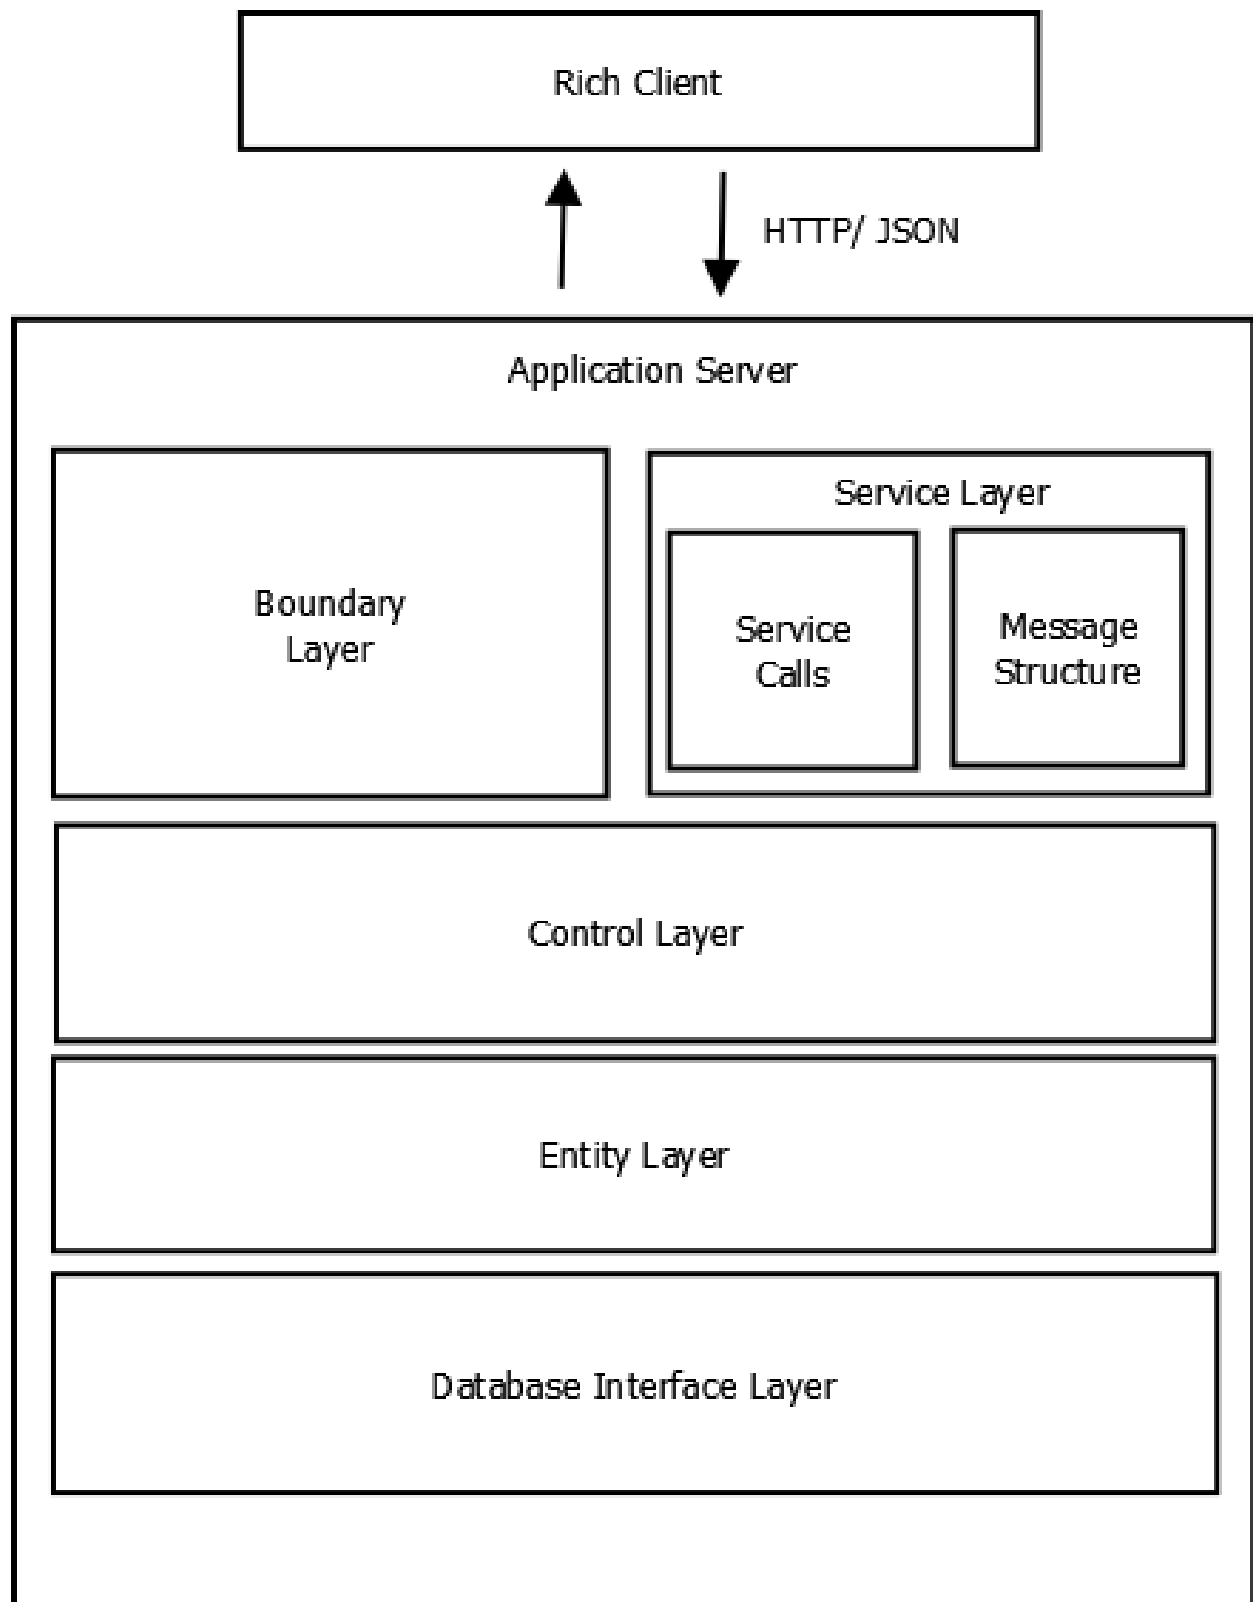 Rich Client
HTTP/ JSON
Application Server
Boundary
Layer
Service Layer
Service
Calls
Message
Structure
Control Layer
Entity Layer
Database Interface Layer